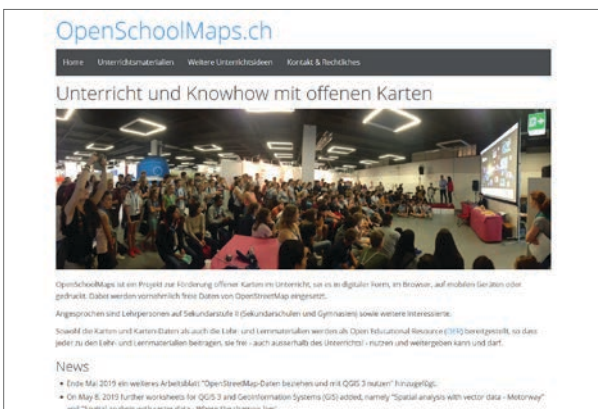 OpenSchoolMaps.ch
Home Unterrichtsmaterialien Weitere Unterrichtsideen Kontakt & Rechtliches
Unterricht und Knowhow mit offenen Karten
OpenSchoolMaps ist ein Projekt zur Förderung offener Karten im Unterricht, sei es in digitaler Form, im Browser, auf mobilen Geräten oder
gedruckt. Dabei werden vornehmlich freie Daten von OpenStreetMap eingesetzt.
Angesprochen sind Lehrpersonen auf Sekundarstufe II (Sekundarschulen und Gymnasien) sowie weitere Interessierte.
Sowohl die Karten und Karten-Daten als auch die Lehr- und Lernmaterialien werden als Open Educational Resource (OER) bereitgestellt, so dass
jeder zu den Lehr- und Lernmaterialien beitragen, sie frei - auch ausserhalb des Unterrichts! - nutzen und weitergeben kann und darf.
News
• Ende Mai 2019 ein weiteres Arbeitsblatt "OpenStreetMap-Daten beziehen und mit QGIS 3 nutzen" hinzugefügt.
• On May 8, 2019 further worksheets for QGIS 3 and Geoinformation Systems (GIS) added, namely "Spatial analysis with vector data - Motorway"